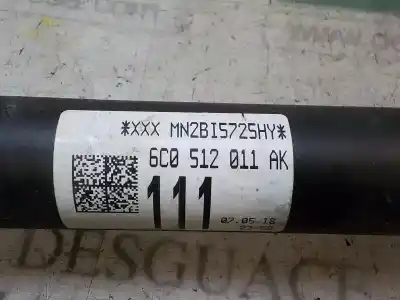 *XXX MN2BI5725HY*
6C0 512 011 AK
111
07.05.18
DESGUACE